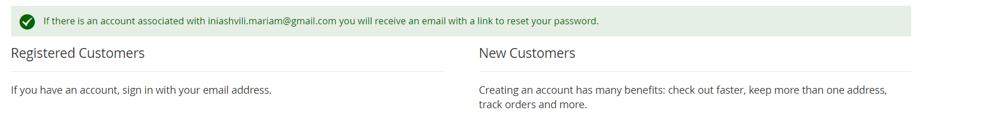 If there is an account associated with iniashvili.mariam@gmail.com you will receive an email with a link to reset your password.
Registered Customers
If you have an account, sign in with your email address.
New Customers
Creating an account has many benefits: check out faster, keep more than one address,
track orders and more.